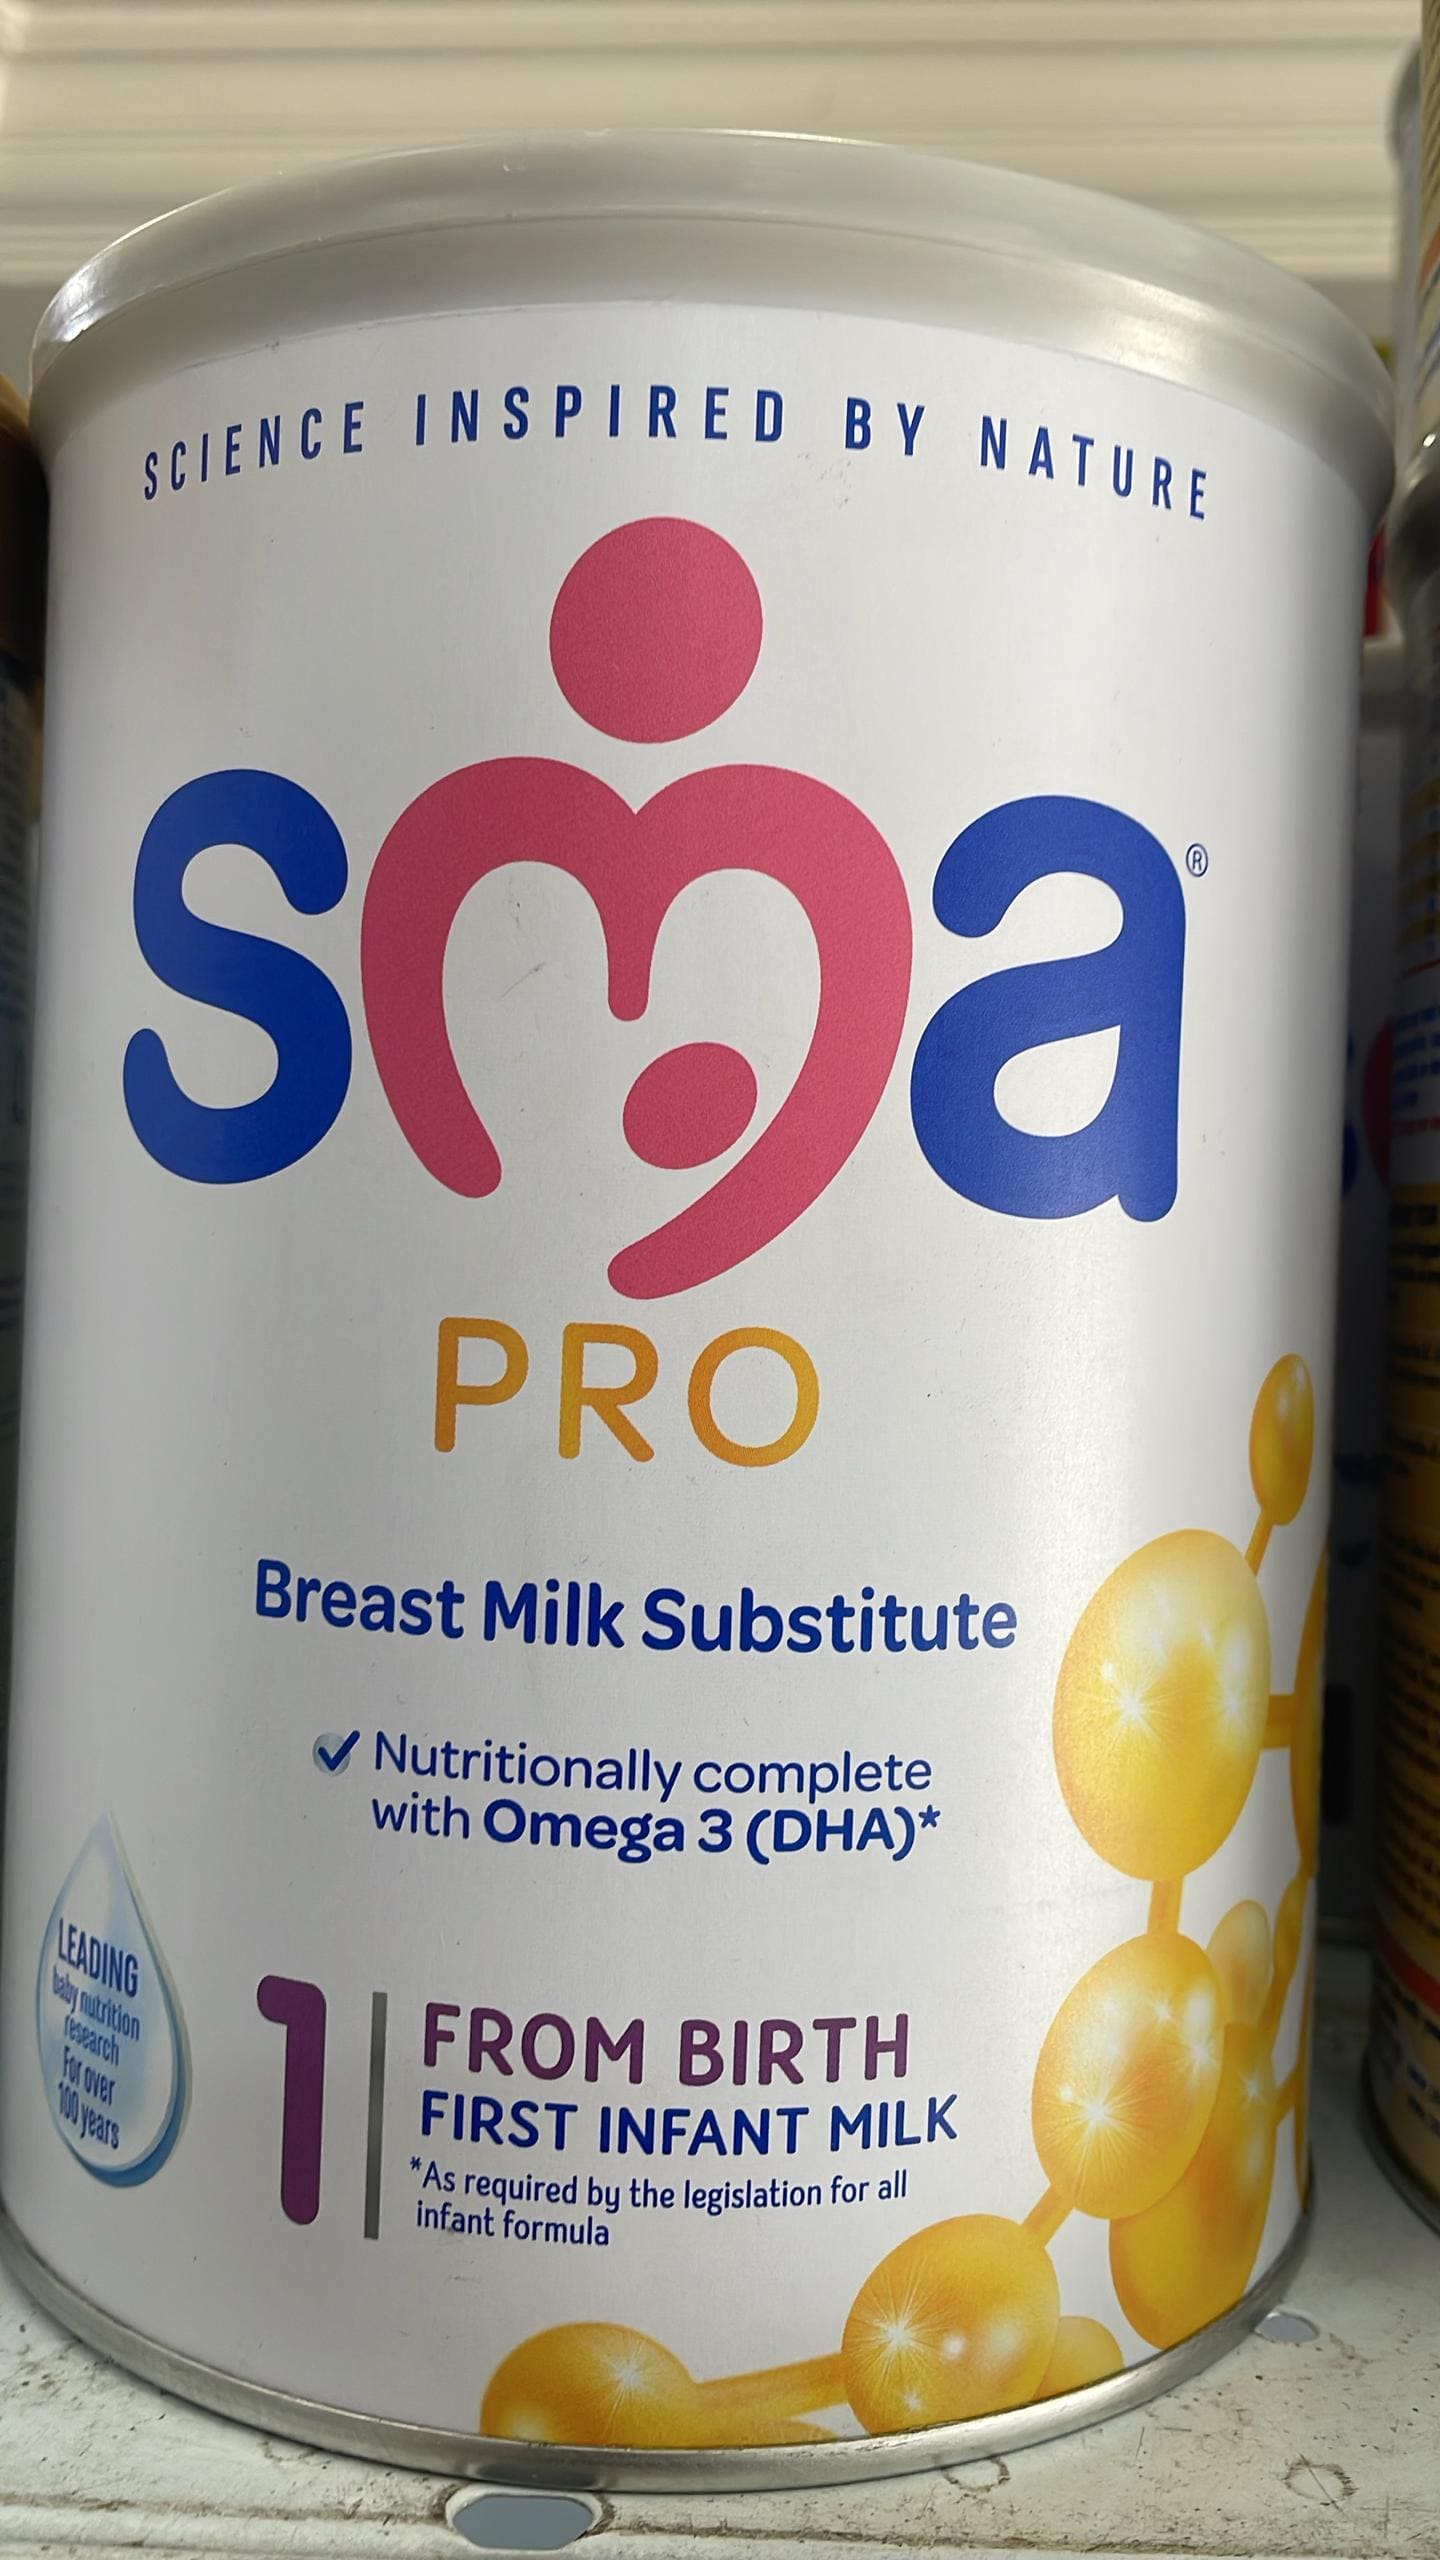 SCIENCE INSPIRED BY NATURE
sma®
PRO
Breast Milk Substitute
Nutritionally complete
with Omega 3 (DHA)*
LEADING
baby nutrition
research
For over
100 years
1
FROM BIRTH
FIRST INFANT MILK
*As required by the legislation for all
infant formula